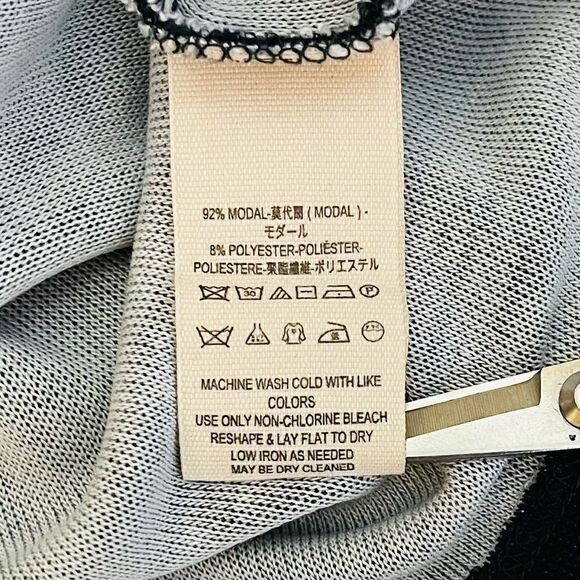 92% MODAL-莫代爾 ( MODAL ) -
モダール
8% POLYESTER-POLIÉSTER-
POLIESTERE-聚酯纖維-ポリエステル
30
P
MACHINE WASH COLD WITH LIKE
COLORS
USE ONLY NON-CHLORINE BLEACH
RESHAPE & LAY FLAT TO DRY
LOW IRON AS NEEDED
MAY BE DRY CLEANED